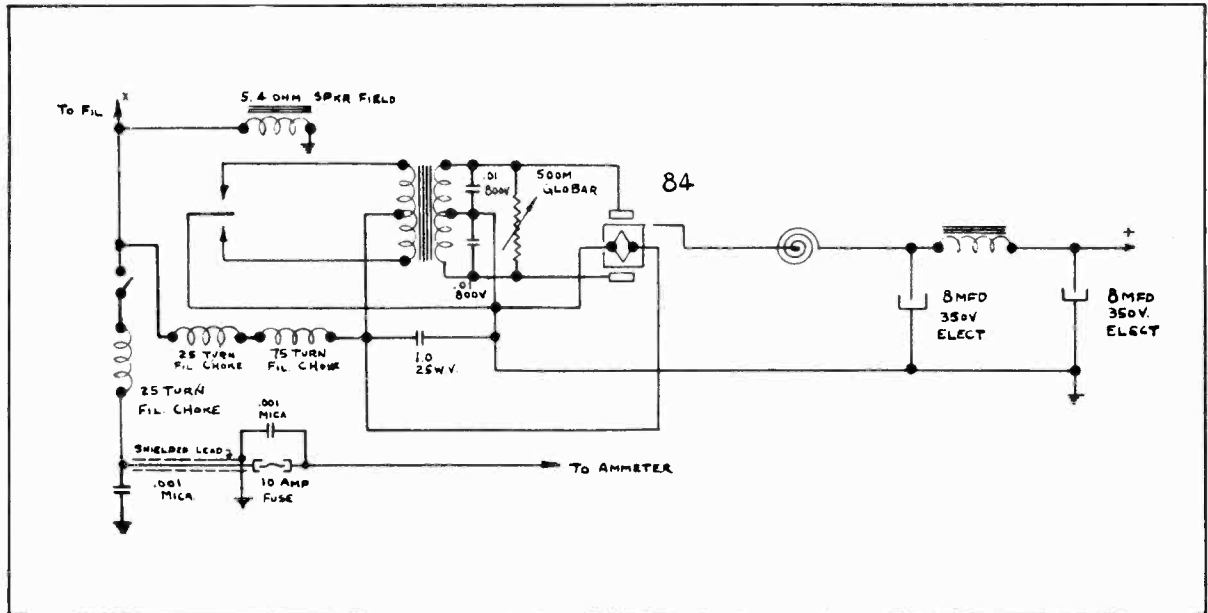 5.4 OHM SPKR FIELD
TO FIL
X
.01
800V
500M
GLOBAR
84
.01
800V
+
8MFD
350V
ELECT
8MFD
350V.
ELECT
25 TURN
FIL CHOKE
75 TURN
FIL. CHOKE
1.0
25W.V.
25 TURN
FIL. CHOKE
.001
MICA
SHIELDED LEAD
10 AMP
FUSE
TO AMMETER
.001
MICA